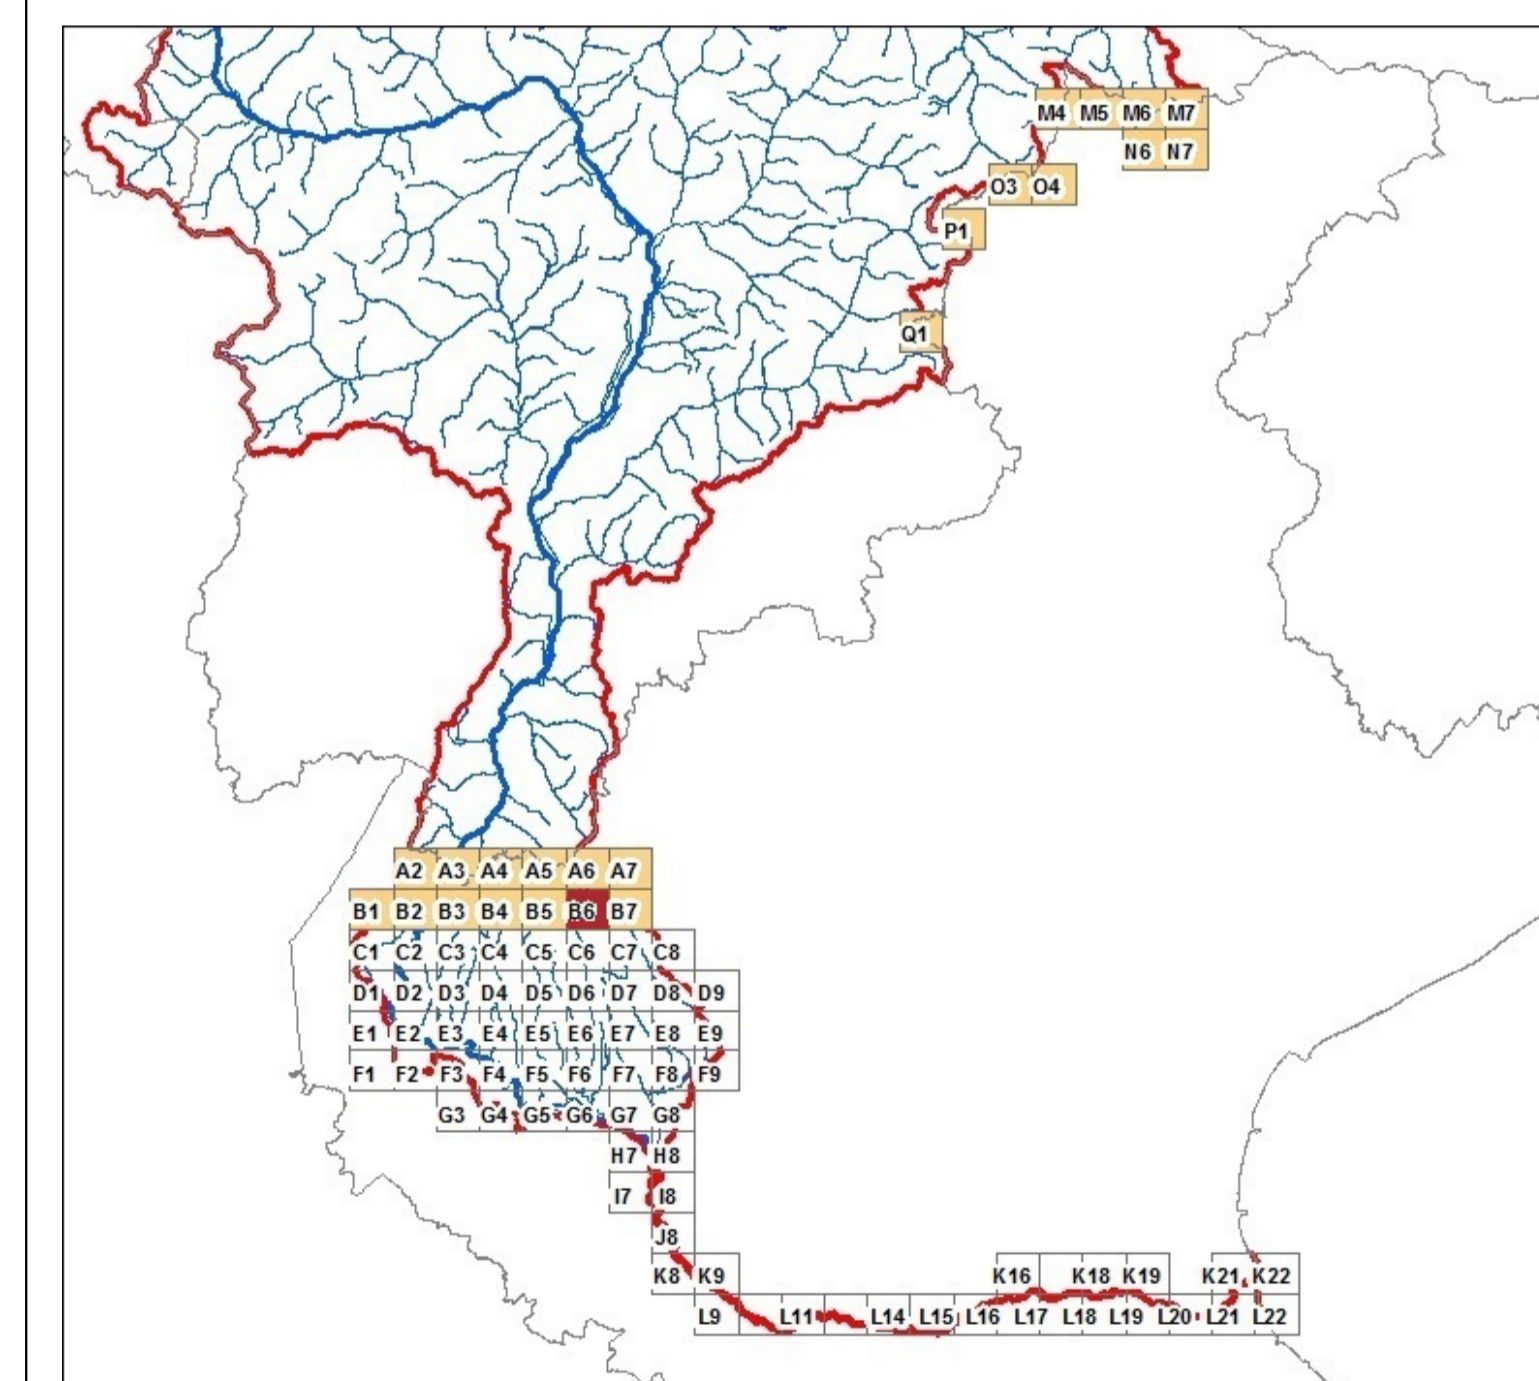 M4 M5 M6 M7
N6 N7
O3 O4
P1
Q1
A2 A3 A4 A5 A6 A7
B1 B2 B3 B4 B5 B6 B7
C1 C2 C3 C4 C5 C6 C7 C8
D1 D2 D3 D4 D5 D6 D7 D8 D9
E1 E2 E3 E4 E5 E6 E7 E8 E9
F1 F2 F3 F4 F5 F6 F7 F8 F9
G3 G4 G5 G6 G7 G8
H7 H8
I7 I8
J8
K8 K9 K16 K18 K19 K21 K22
L9 L11 L14 L15 L16 L17 L18 L19 L20 L21 L22